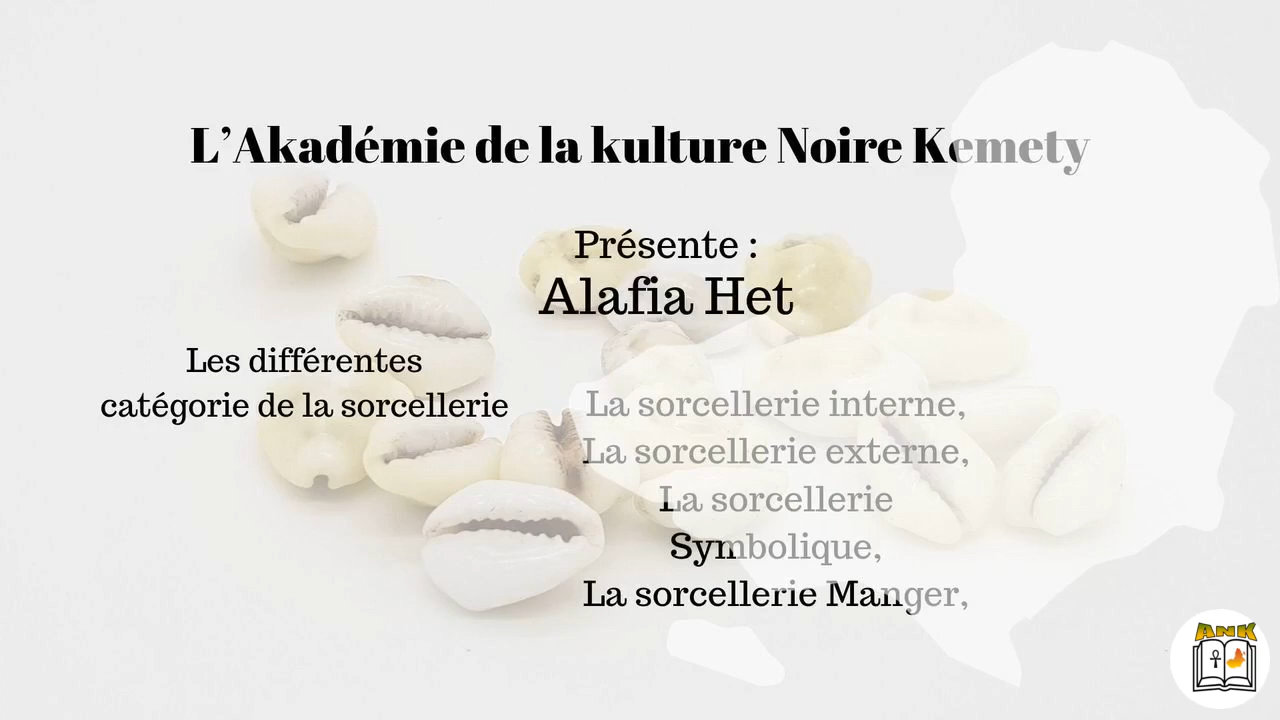 L’Akadémie de la kulture Noire Kemety
Présente :
Alafia Het
Les différentes
catégorie de la sorcellerie
La sorcellerie interne,
La sorcellerie externe,
La sorcellerie
Symbolique,
La sorcellerie Manger,
ANK